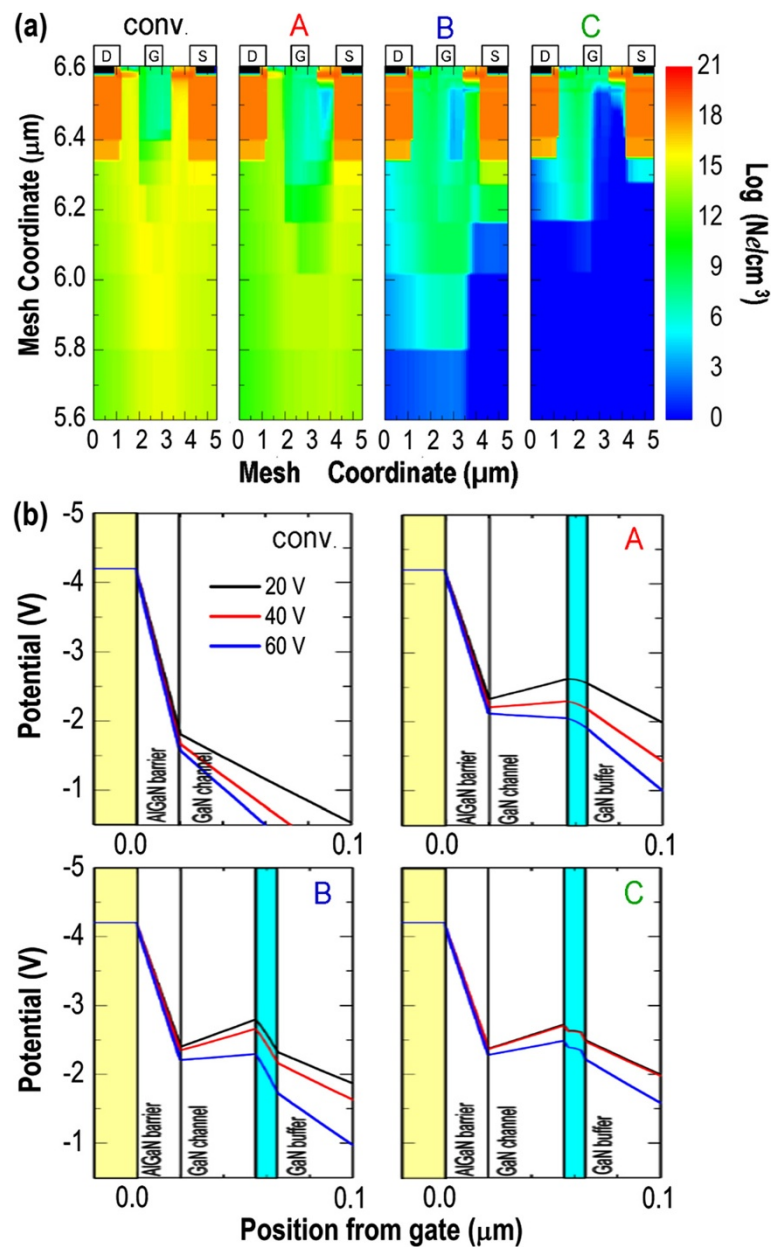 (a) conv. A B C
D G S D G S D G S D G S
6.6
6.4
6.2
6.0
5.8
5.6
Mesh Coordinate (μm)
0 1 2 3 4 5 0 1 2 3 4 5 0 1 2 3 4 5 0 1 2 3 4 5
Mesh Coordinate (μm)
21
18
15
12
9
6
3
0
Log (Ne/cm³)
(b)
-5
-4
-3
-2
-1
Potential (V)
conv.
20 V
40 V
60 V
AlGaN barrier
GaN channel
0.0 0.1
A
AlGaN barrier
GaN channel
GaN buffer
0.0 0.1
-5
-4
-3
-2
-1
Potential (V)
B
AlGaN barrier
GaN channel
GaN buffer
0.0 0.1
C
AlGaN barrier
GaN channel
GaN buffer
0.0 0.1
Position from gate (μm)